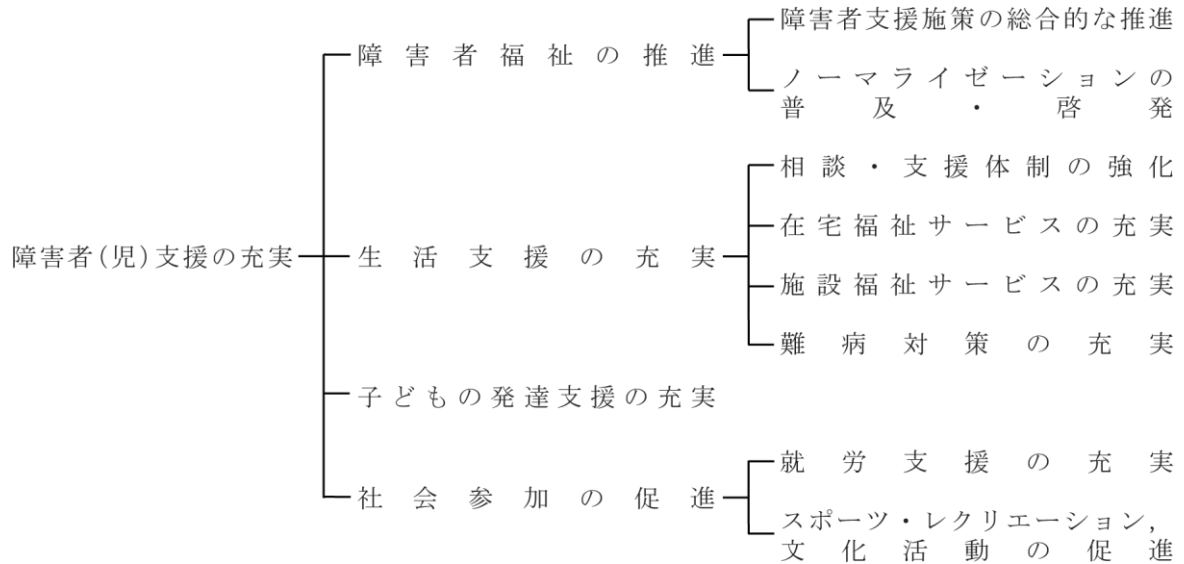 障害者(児)支援の充実
障害者福祉の推進
障害者支援施策の総合的な推進
ノーマライゼーションの
普及・啓発
生活支援の充実
相談・支援体制の強化
在宅福祉サービスの充実
施設福祉サービスの充実
難病対策の充実
子どもの発達支援の充実
社会参加の促進
就労支援の充実
スポーツ・レクリエーション,
文化活動の促進